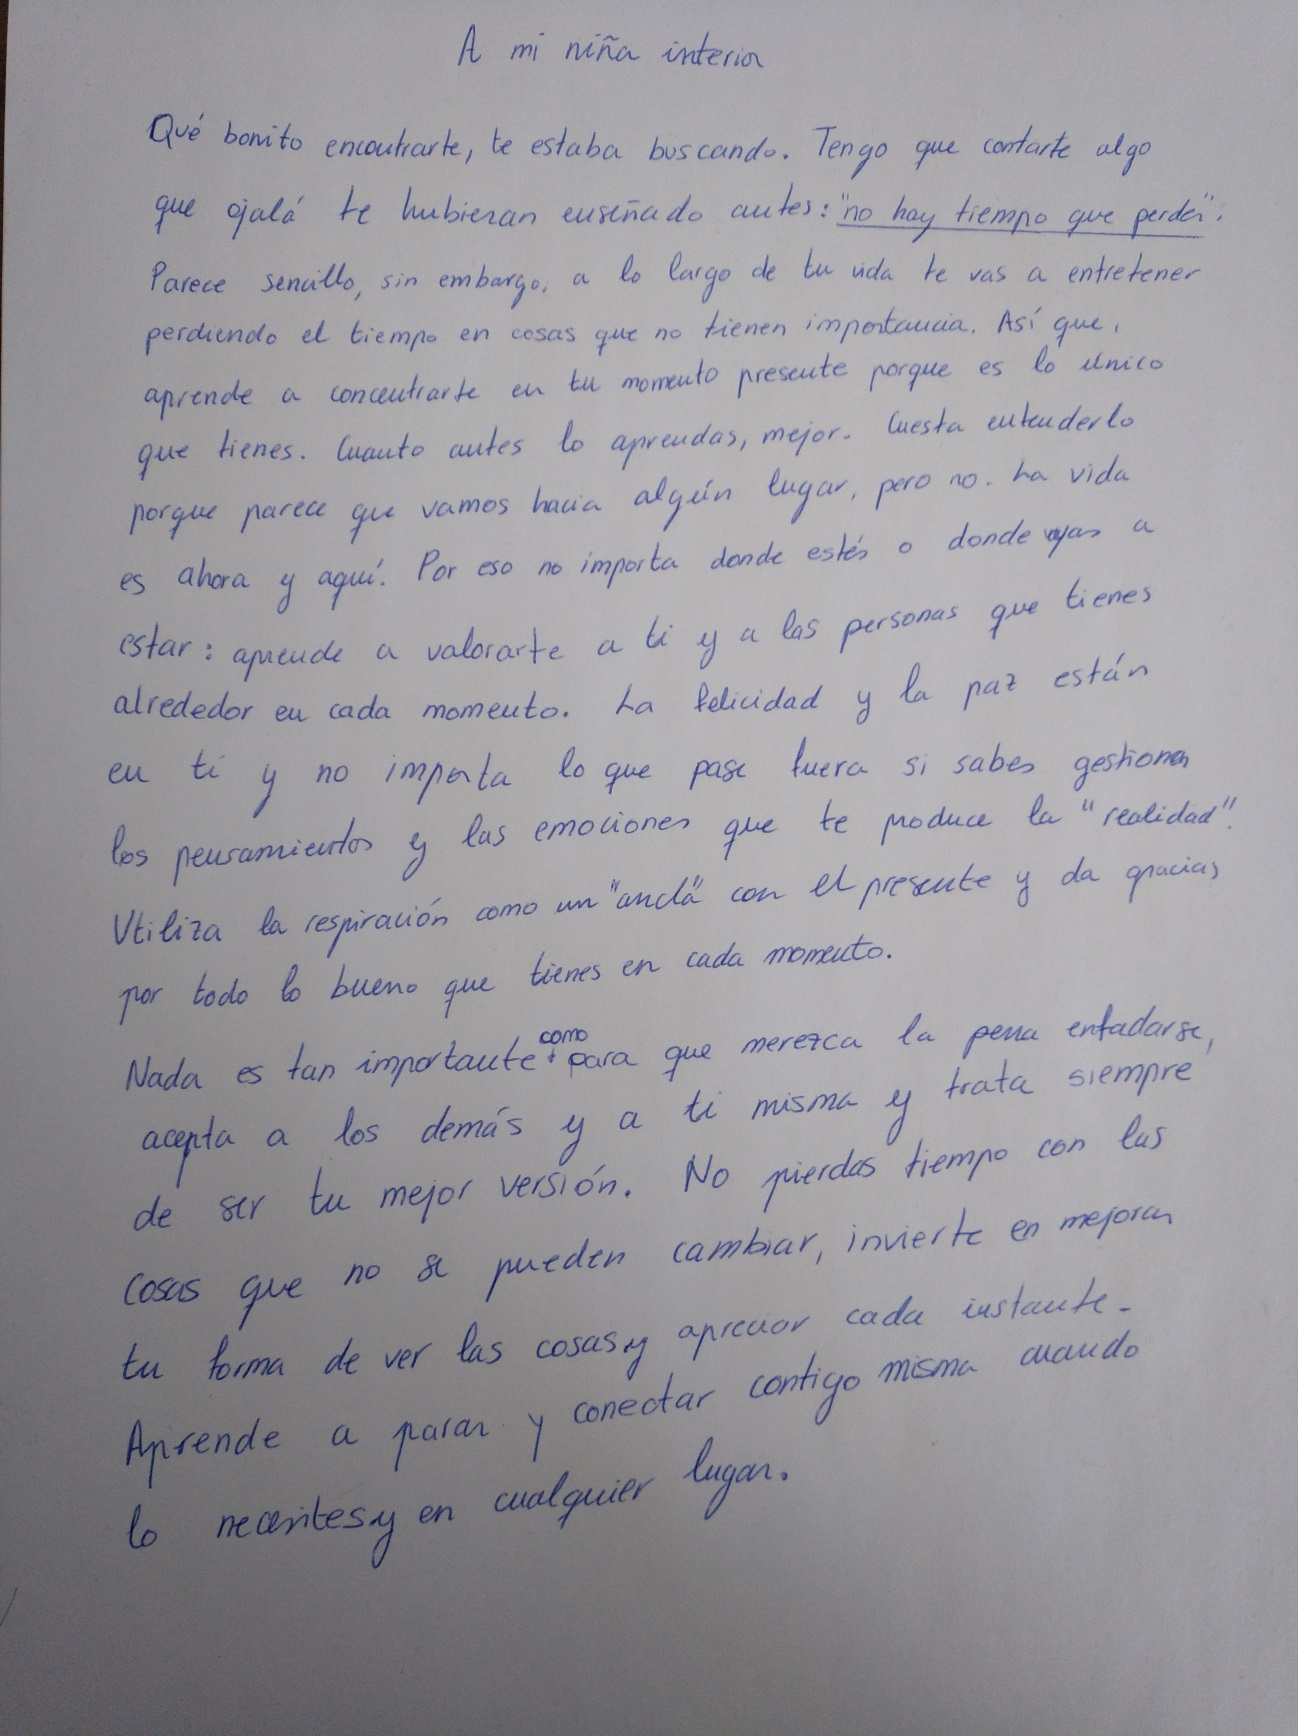 A mi niña interior
Qué bonito encontrarte, te estaba buscando. Tengo que contarte algo
que ojalá te hubieran enseñado antes: "no hay tiempo que perder".
Parece sencillo, sin embargo, a lo largo de tu vida te vas a entretener
perdiendo el tiempo en cosas que no tienen importancia. Así que,
aprende a concentrarte en tu momento presente porque es lo único
que tienes. Cuanto antes lo aprendas, mejor. Cuesta entenderlo
porque parece que vamos hacia algún lugar, pero no. La vida
es ahora y aquí. Por eso no importa donde estés o donde vayas a
estar: aprende a valorarte a ti y a las personas que tienes
alrededor en cada momento. La felicidad y la paz están
en ti y no importa lo que pase fuera si sabes gestionar
los pensamientos y las emociones que te produce la "realidad".
Utiliza la respiración como un "ancla" con el presente y da gracias
por todo lo bueno que tienes en cada momento.
Nada es tan importante como para que merezca la pena enfadarse,
acepta a los demás y a ti misma y trata siempre
de ser tu mejor versión. No pierdas tiempo con las
cosas que no se pueden cambiar, invierte en mejorar
tu forma de ver las cosas y apreciar cada instante.
Aprende a parar y conectar contigo misma cuando
lo necesites y en cualquier lugar.